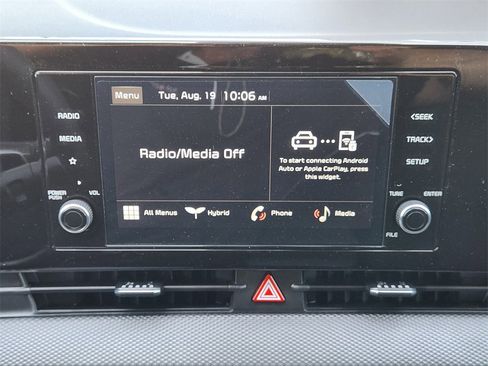 Menu Tue, Aug. 19 10:06 AM
RADIO
MEDIA
POWER PUSH VOL
Radio/Media Off
To start connecting Android
Auto or Apple CarPlay, press
this widget.
All Menus Hybrid Phone Media
<SEEK
TRACK>
SETUP
TUNE ENTER
FILE